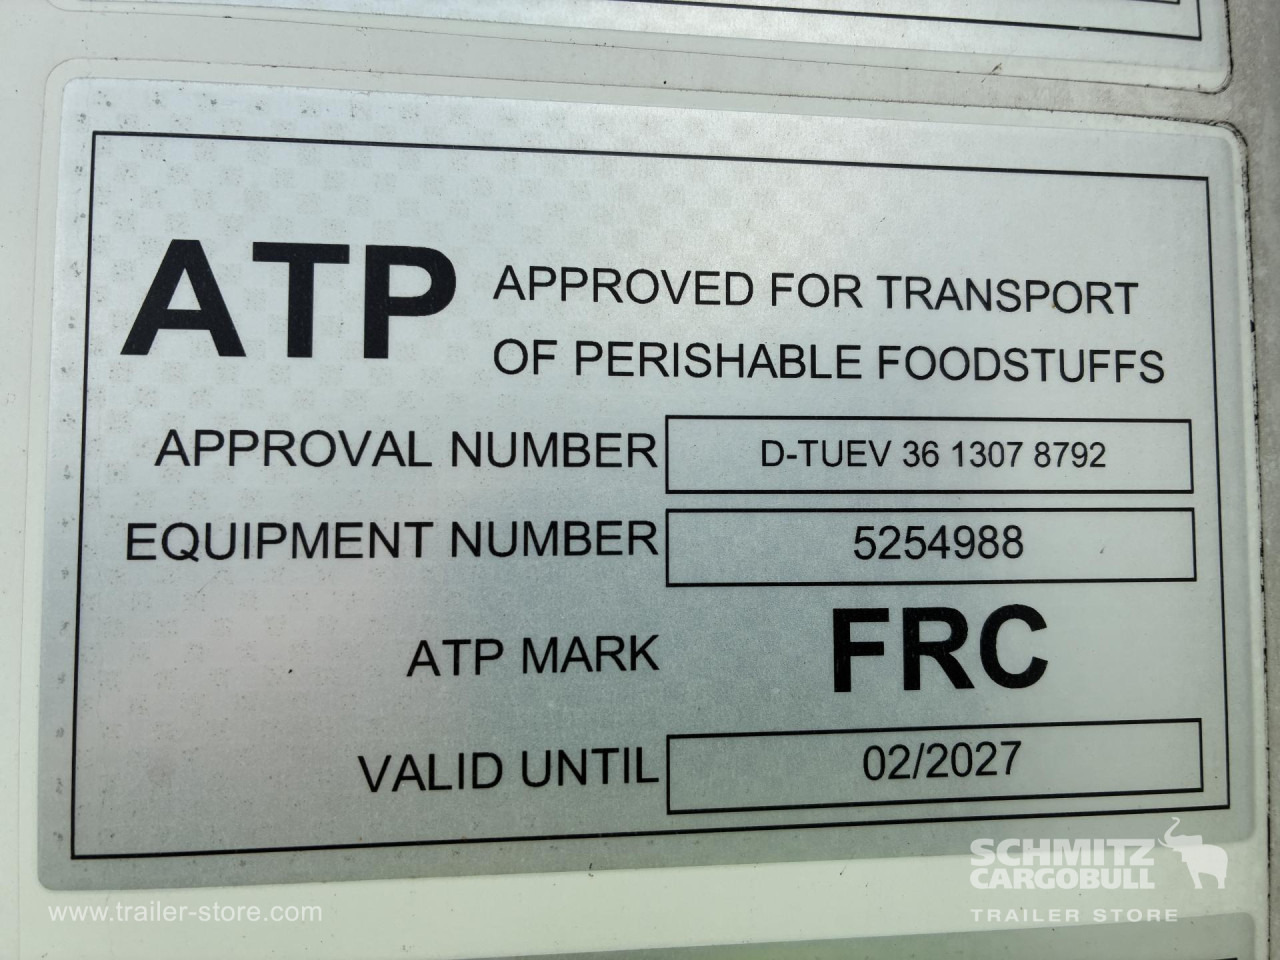 ATP APPROVED FOR TRANSPORT
OF PERISHABLE FOODSTUFFS
APPROVAL NUMBER D-TUEV 36 1307 8792
EQUIPMENT NUMBER 5254988
ATP MARK FRC
VALID UNTIL 02/2027
SCHMITZ
CARGOBULL
www.trailer-store.com
TRAILER STORE